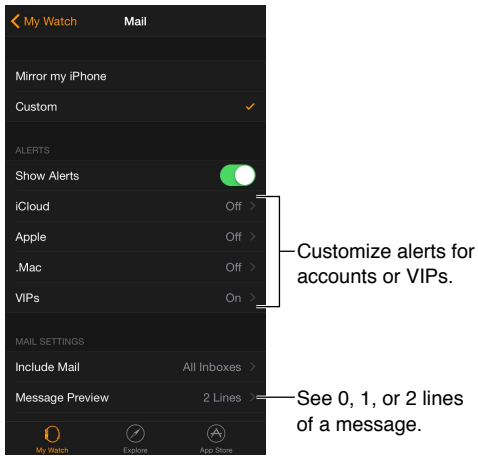 My Watch Mail
Mirror my iPhone
Custom
ALERTS
Show Alerts
iCloud Off
Apple Off
.Mac Off
VIPs On
Customize alerts for
accounts or VIPs.
MAIL SETTINGS
Include Mail All Inboxes
Message Preview 2 Lines
See 0, 1, or 2 lines
of a message.
My Watch Explore App Store